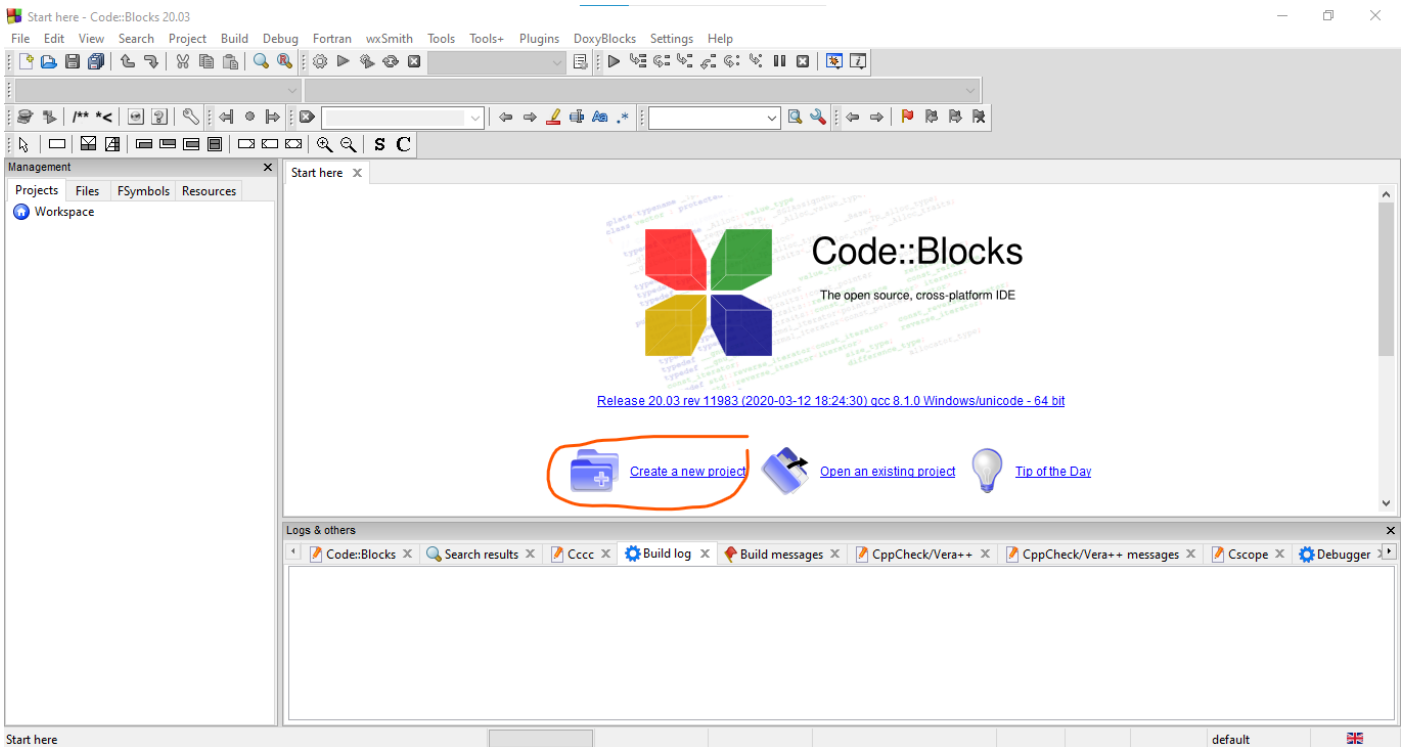 Start here - Code::Blocks 20.03
File Edit View Search Project Build Debug Fortran wxSmith Tools Tools+ Plugins DoxyBlocks Settings Help
/** *<
.*
S C
Management
Projects Files FSymbols Resources
Workspace
Start here
Code::Blocks
The open source, cross-platform IDE
Release 20.03 rev 11983 (2020-03-12 18:24:30) gcc 8.1.0 Windows/unicode - 64 bit
Create a new project Open an existing project Tip of the Day
Logs & others
Code::Blocks Search results Cccc Build log Build messages CppCheck/Vera++ CppCheck/Vera++ messages Cscope Debugger
Start here default